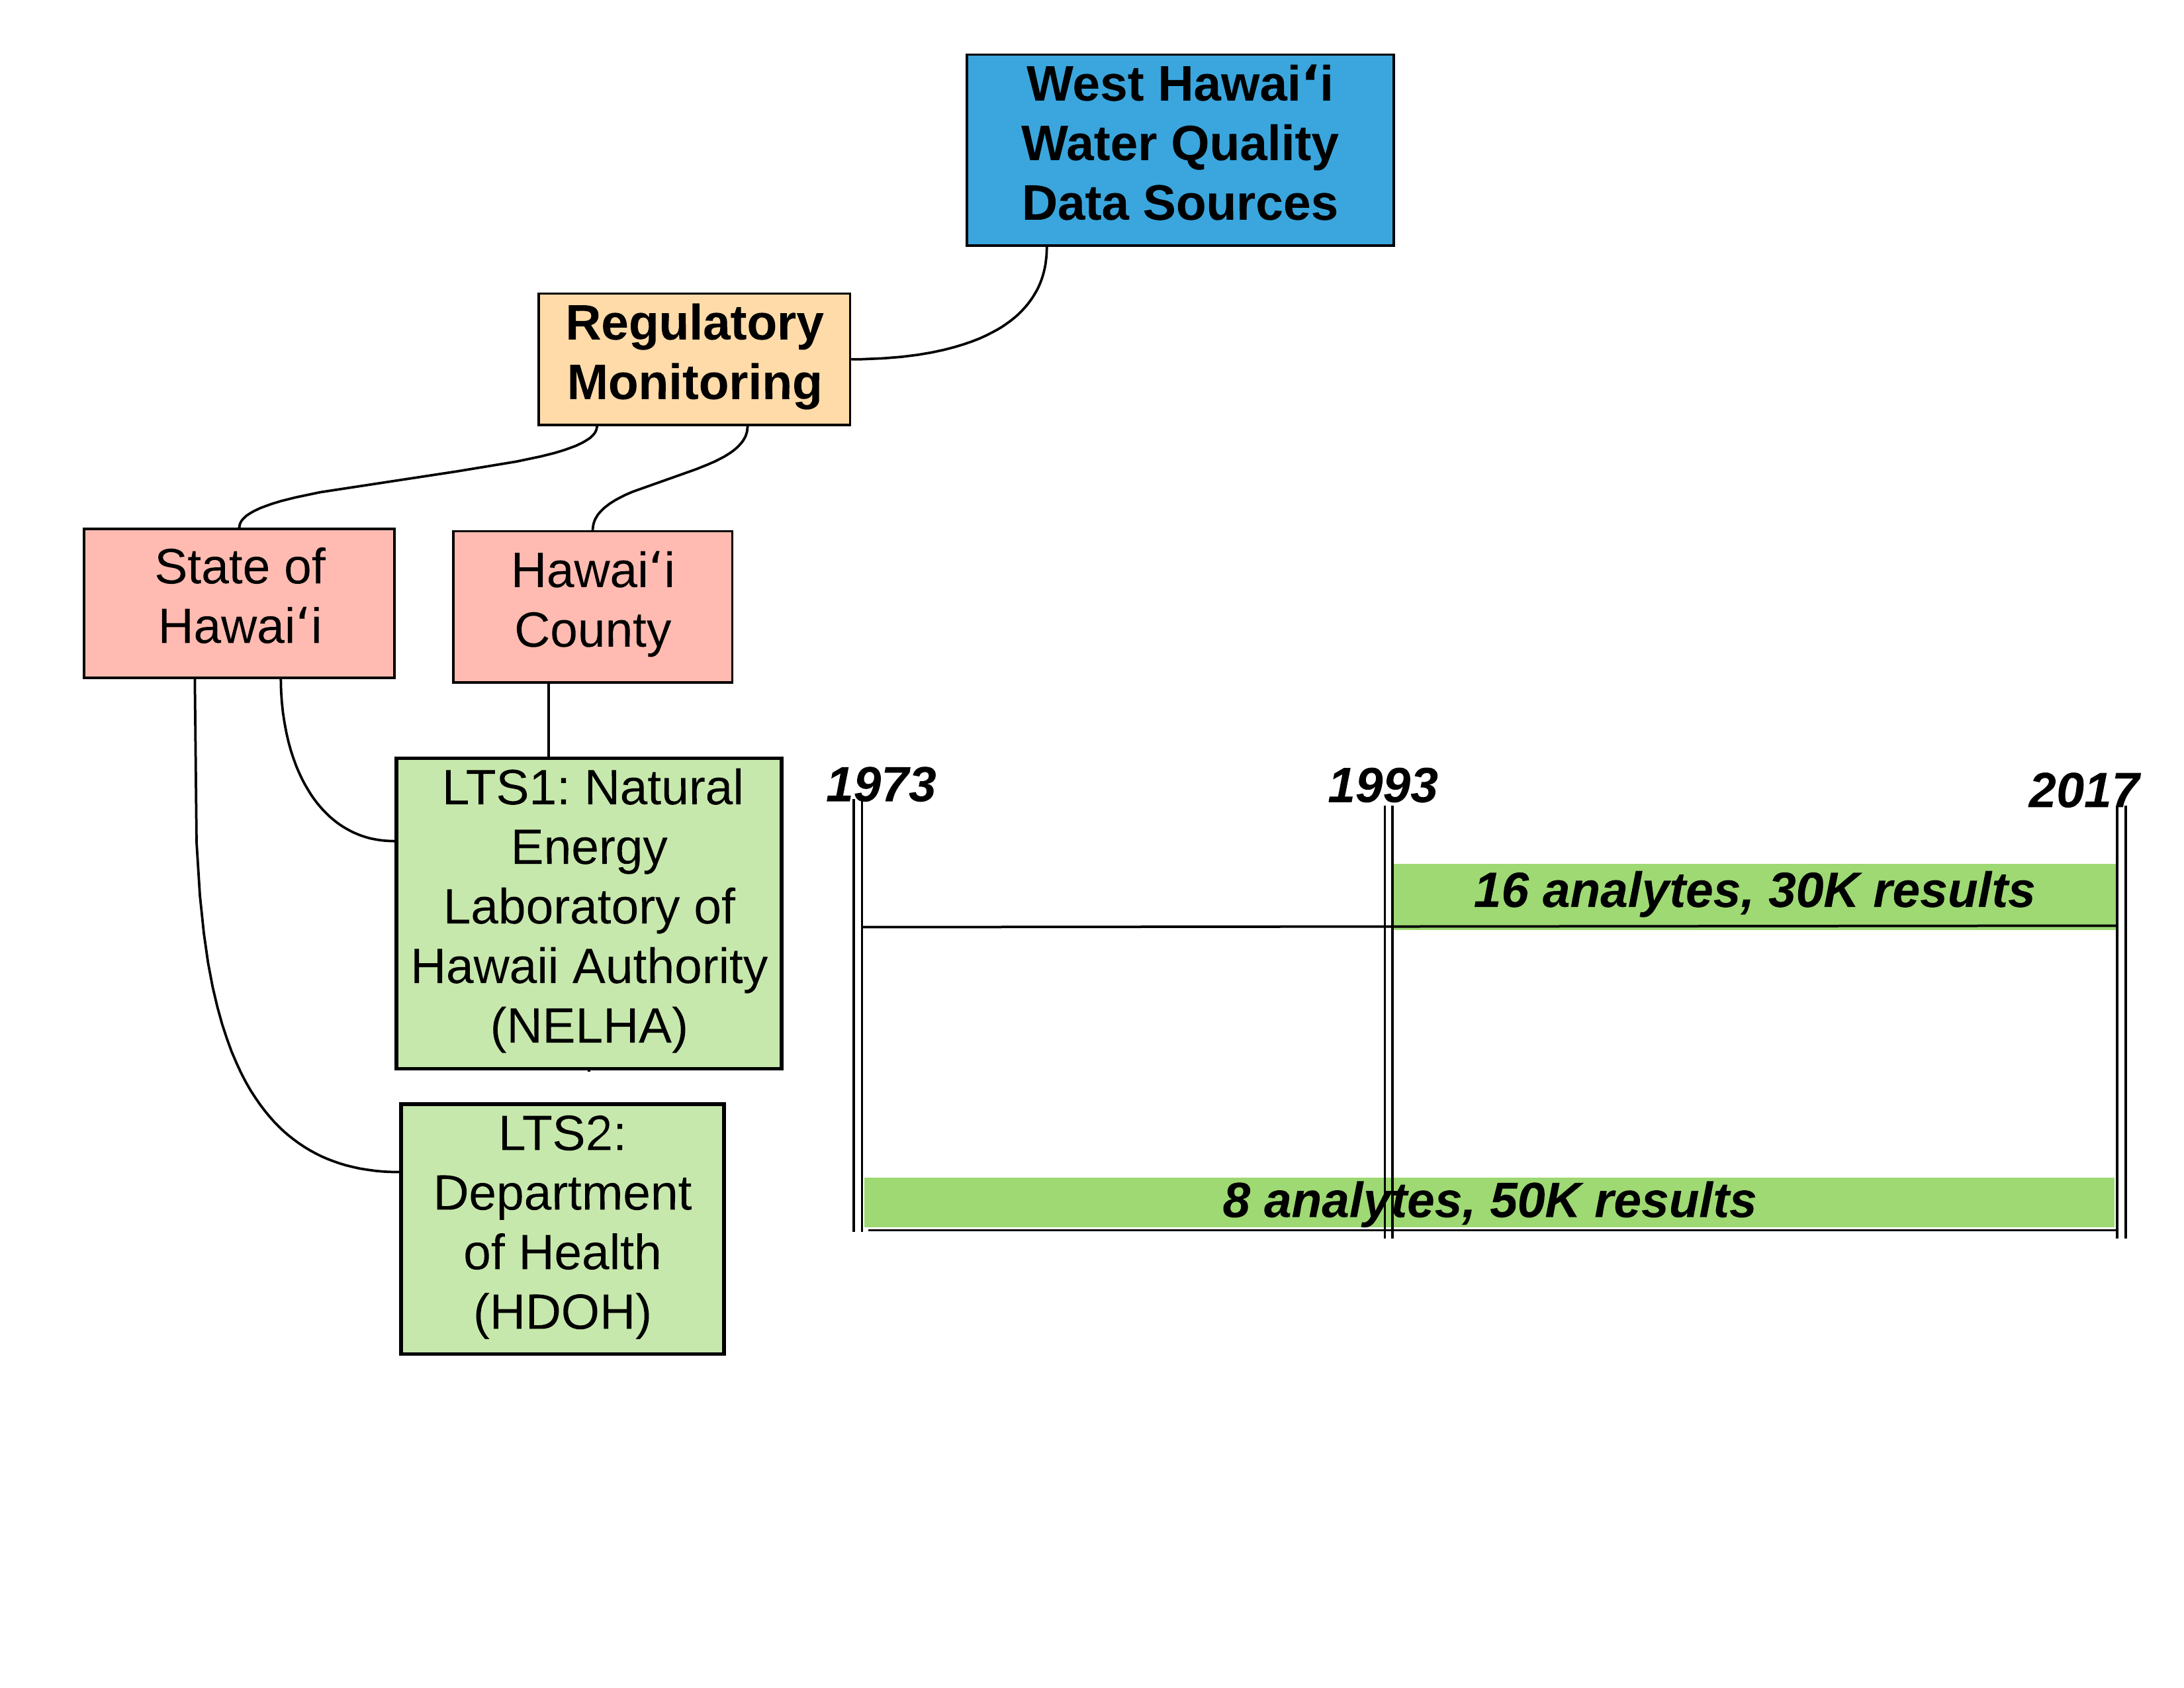 West Hawaiʻi
Water Quality
Data Sources
Regulatory
Monitoring
State of
Hawaiʻi
Hawaiʻi
County
LTS1: Natural
Energy
Laboratory of
Hawaii Authority
(NELHA)
1973
1993
2017
16 analytes, 30K results
LTS2:
Department
of Health
(HDOH)
8 analytes, 50K results